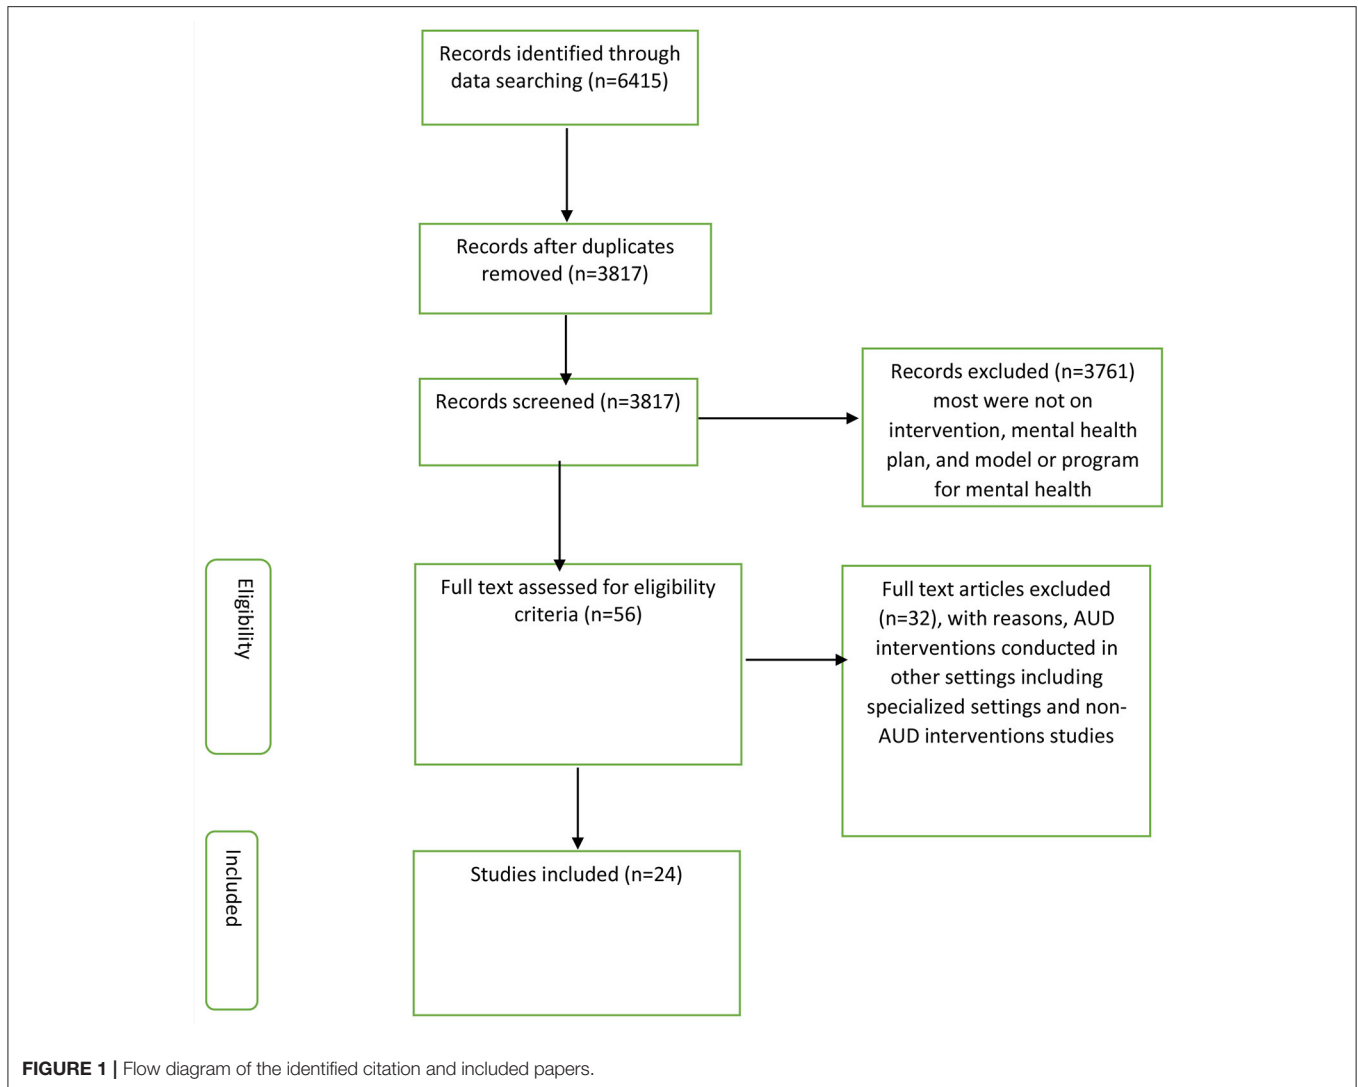 Records identified through
data searching (n=6415)
Records after duplicates
removed (n=3817)
Records screened (n=3817)
Records excluded (n=3761)
most were not on
intervention, mental health
plan, and model or program
for mental health
Eligibility
Full text assessed for eligibility
criteria (n=56)
Full text articles excluded
(n=32), with reasons, AUD
interventions conducted in
other settings including
specialized settings and non-
AUD interventions studies
Included
Studies included (n=24)
FIGURE 1 | Flow diagram of the identified citation and included papers.